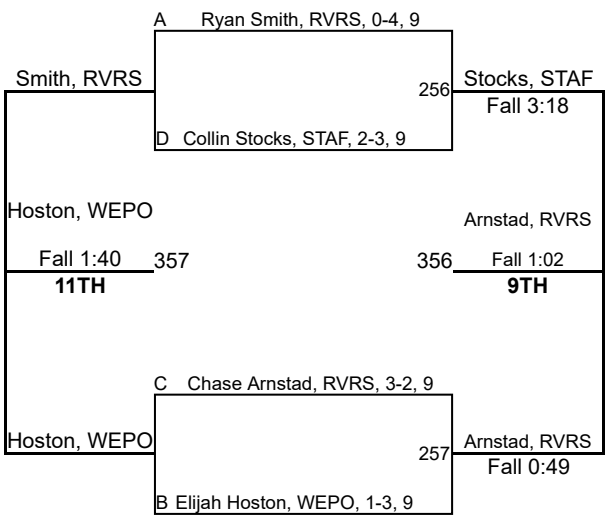 A Ryan Smith, RVRS, 0-4, 9
Smith, RVRS
256
Stocks, STAF
Fall 3:18
D Collin Stocks, STAF, 2-3, 9
Hoston, WEPO
Arnstad, RVRS
Fall 1:40
357
356
Fall 1:02
11TH
9TH
C Chase Arnstad, RVRS, 3-2, 9
Hoston, WEPO
257
Arnstad, RVRS
Fall 0:49
B Elijah Hoston, WEPO, 1-3, 9